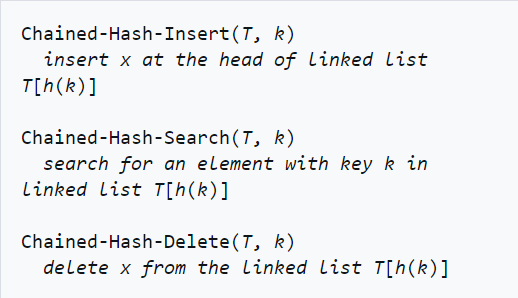 Chained-Hash-Insert(T, k)
insert x at the head of linked list
T[h(k)]
Chained-Hash-Search(T, k)
search for an element with key k in
linked list T[h(k)]
Chained-Hash-Delete(T, k)
delete x from the linked list T[h(k)]